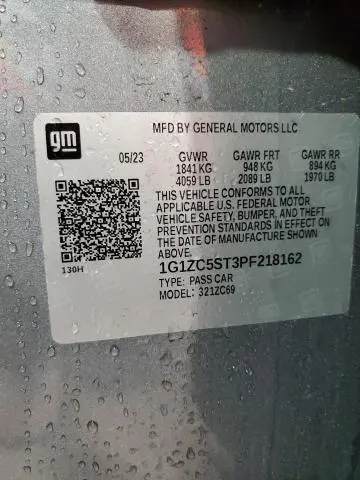 gm
MFD BY GENERAL MOTORS LLC
05/23 GVWR GAWR FRT GAWR RR
1841 KG 948 KG 894 KG
4059 LB 2089 LB 1970 LB
THIS VEHICLE CONFORMS TO ALL
APPLICABLE U.S. FEDERAL MOTOR
VEHICLE SAFETY, BUMPER, AND THEFT
PREVENTION STANDARDS IN EFFECT ON
THE DATE OF MANUFACTURE SHOWN
ABOVE.
130H
1G1ZC5ST3PF218162
TYPE: PASS CAR
MODEL: 321ZC69